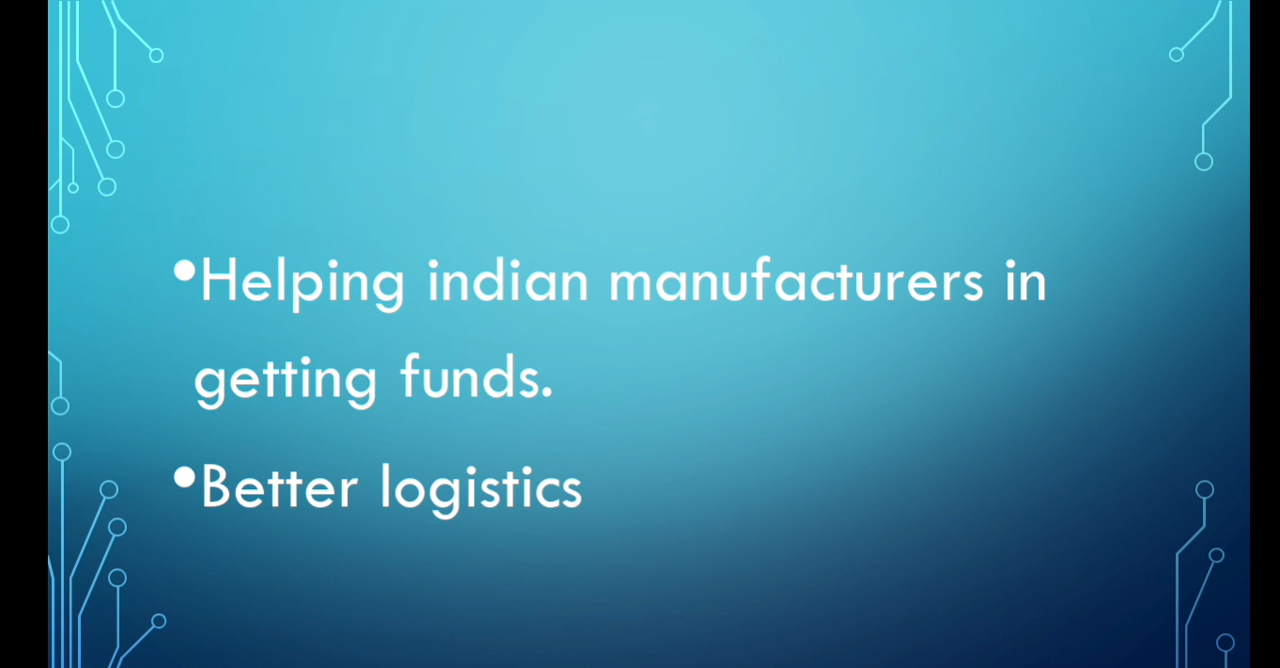 •Helping indian manufacturers in
getting funds.
•Better logistics